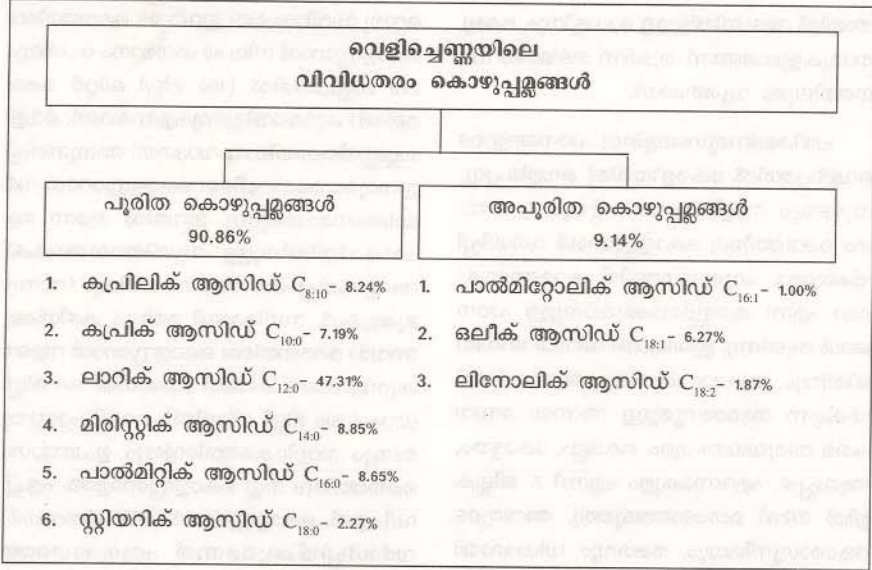 വെളിച്ചെണ്ണയിലെ
വിവിധതരം കൊഴുപ്പമ്ലങ്ങൾ
പൂരിത കൊഴുപ്പമ്ലങ്ങൾ
90.86%
1. കപ്രിലിക് ആസിഡ് C8:10- 8.24%
2. കപ്രിക് ആസിഡ് C10:0- 7.19%
3. ലാറിക് ആസിഡ് C12:0- 47.31%
4. മിരിസ്റ്റിക് ആസിഡ് C14:0- 8.85%
5. പാൽമിറ്റിക് ആസിഡ് C16:0- 8.65%
6. സ്റ്റിയറിക് ആസിഡ് C18:0- 2.27%
അപൂരിത കൊഴുപ്പമ്ലങ്ങൾ
9.14%
1. പാൽമിറ്റോലിക് ആസിഡ് C16:1- 1.00%
2. ഒലീക് ആസിഡ് C18:1- 6.27%
3. ലിനോലിക് ആസിഡ് C18:2- 1.87%